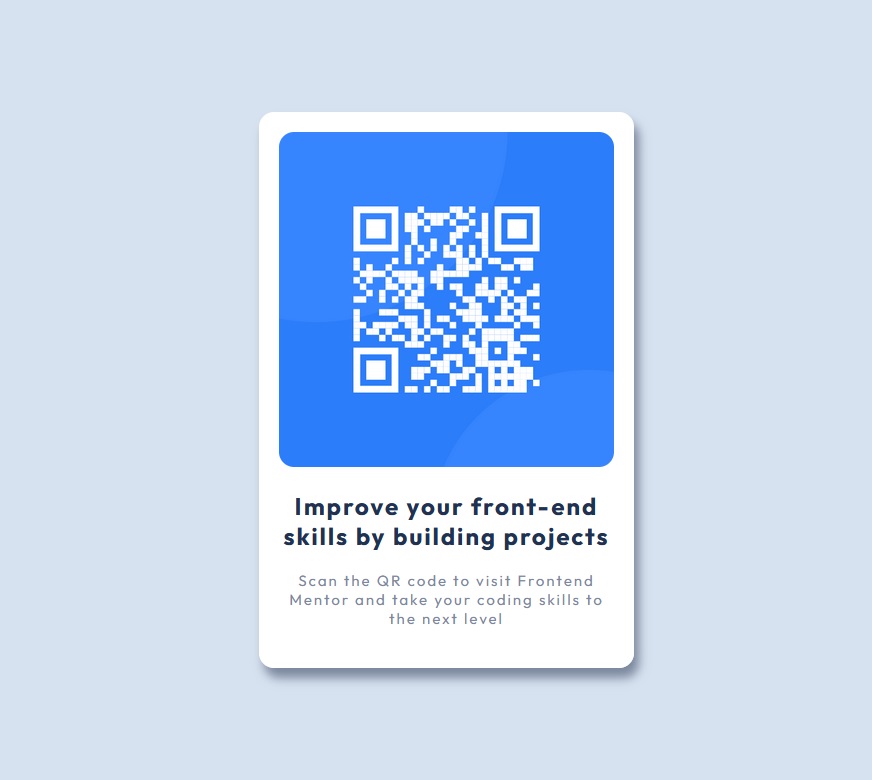 Improve your front-end
skills by building projects
Scan the QR code to visit Frontend
Mentor and take your coding skills to
the next level